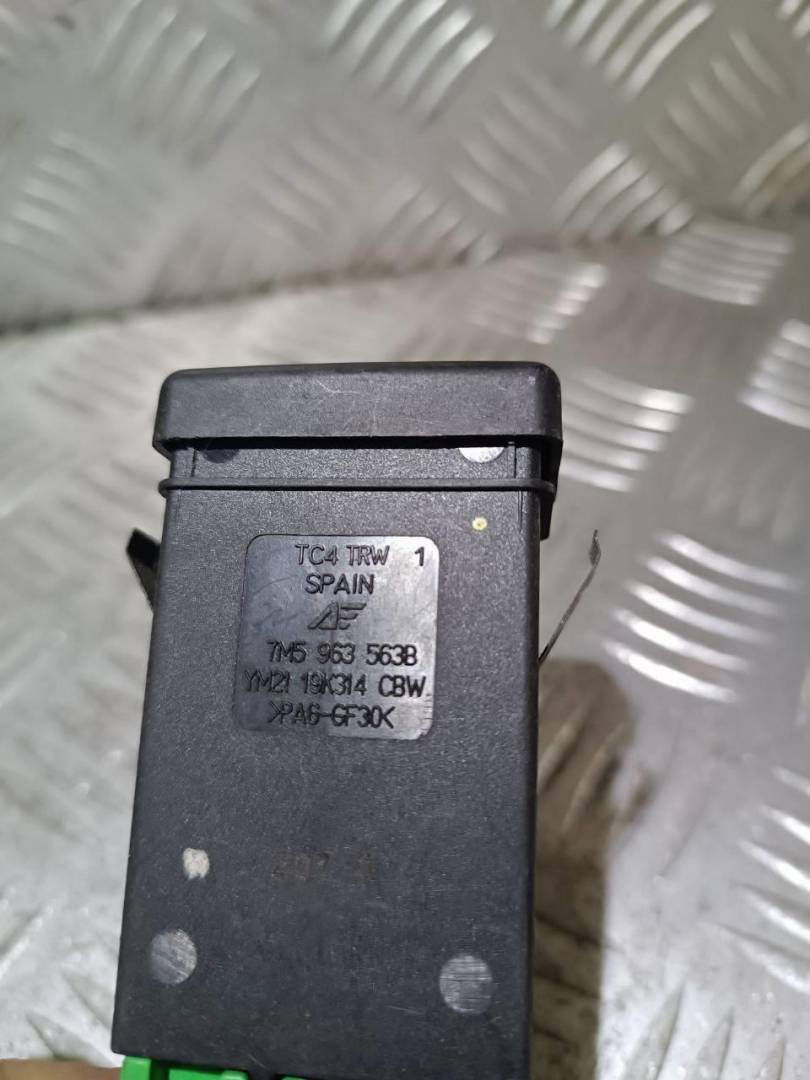 TC4 TRW 1
SPAIN
7M5 963 563B
YM21 19K314 CBW
>PA6-GF30<